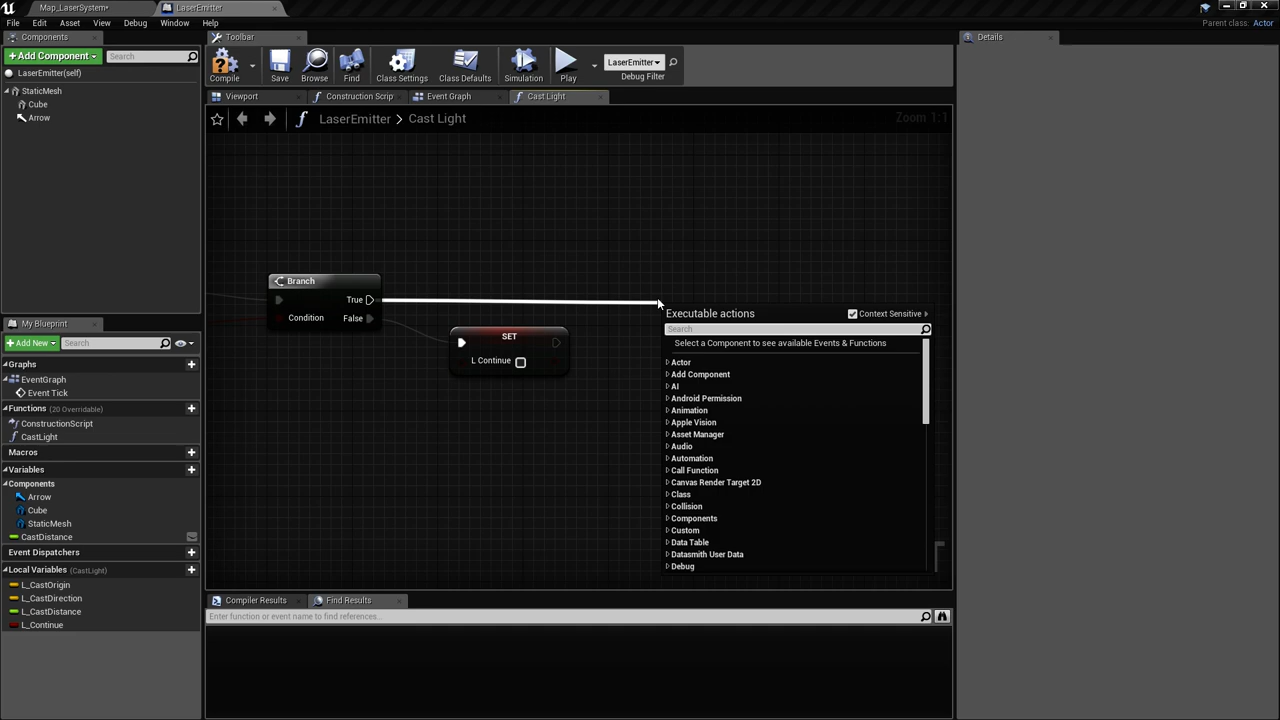 Map_LaserSystem*
LaserEmitter
File Edit Asset View Debug Window Help
Parent class: Actor
Components
+ Add Component
Search
LaserEmitter(self)
StaticMesh
Cube
Arrow
My Blueprint
+ Add New
Search
Graphs
EventGraph
Event Tick
Functions (20 Overridable)
ConstructionScript
CastLight
Macros
Variables
Components
Arrow
Cube
StaticMesh
CastDistance
Event Dispatchers
Local Variables (CastLight)
L_CastOrigin
L_CastDirection
L_CastDistance
L_Continue
Toolbar
Compile Save Browse Find Class Settings Class Defaults Simulation Play
LaserEmitter
Debug Filter
Viewport Construction Scrip Event Graph Cast Light
LaserEmitter > Cast Light
Zoom 1:1
Branch
True
Condition False
SET
L Continue
Executable actions
Context Sensitive
Search
Select a Component to see available Events & Functions
Actor
Add Component
AI
Android Permission
Animation
Apple Vision
Asset Manager
Audio
Automation
Call Function
Canvas Render Target 2D
Class
Collision
Components
Custom
Data Table
Datasmith User Data
Debug
Compiler Results Find Results
Enter function or event name to find references...
Details